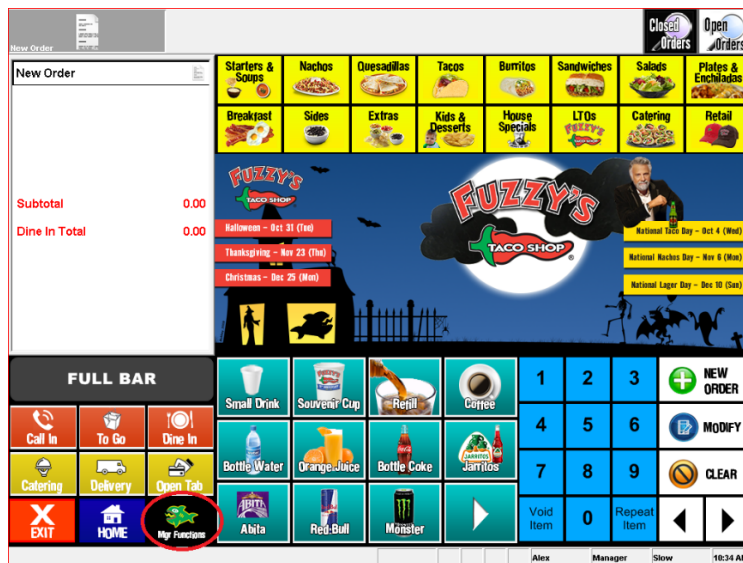 New Order
Closed
Orders
Open
Orders
New Order
Subtotal 0.00
Dine In Total 0.00
Starters &
Soups
Nachos
Quesadillas
Tacos
Burritos
Sandwiches
Salads
Plates &
Enchiladas
Breakfast
Sides
Extras
Kids &
Desserts
House
Specials
LTOs
FUZZY'S
Catering
Retail
FUZZY'S
TACO SHOP
Halloween – Oct 31 (Tue)
Thanksgiving – Nov 23 (Thu)
Christmas – Dec 25 (Mon)
FUZZY'S
TACO SHOP
National Taco Day – Oct 4 (Wed)
National Nachos Day – Nov 6 (Mon)
National Lager Day – Dec 10 (Sun)
FULL BAR
Call In
To Go
Dine In
Catering
Delivery
Open Tab
EXIT
HOME
Mgr Functions
Small Drink
Souvenir Cup
Refill
Coffee
Bottle Water
Orange Juice
Bottle Coke
JARRITOS
Jarritos
ABITA
Abita
Red Bull
Monster
1 2 3
4 5 6
7 8 9
Void
Item
0
Repeat
Item
NEW
ORDER
MODIFY
CLEAR
Alex Manager Slow 10:34 AM